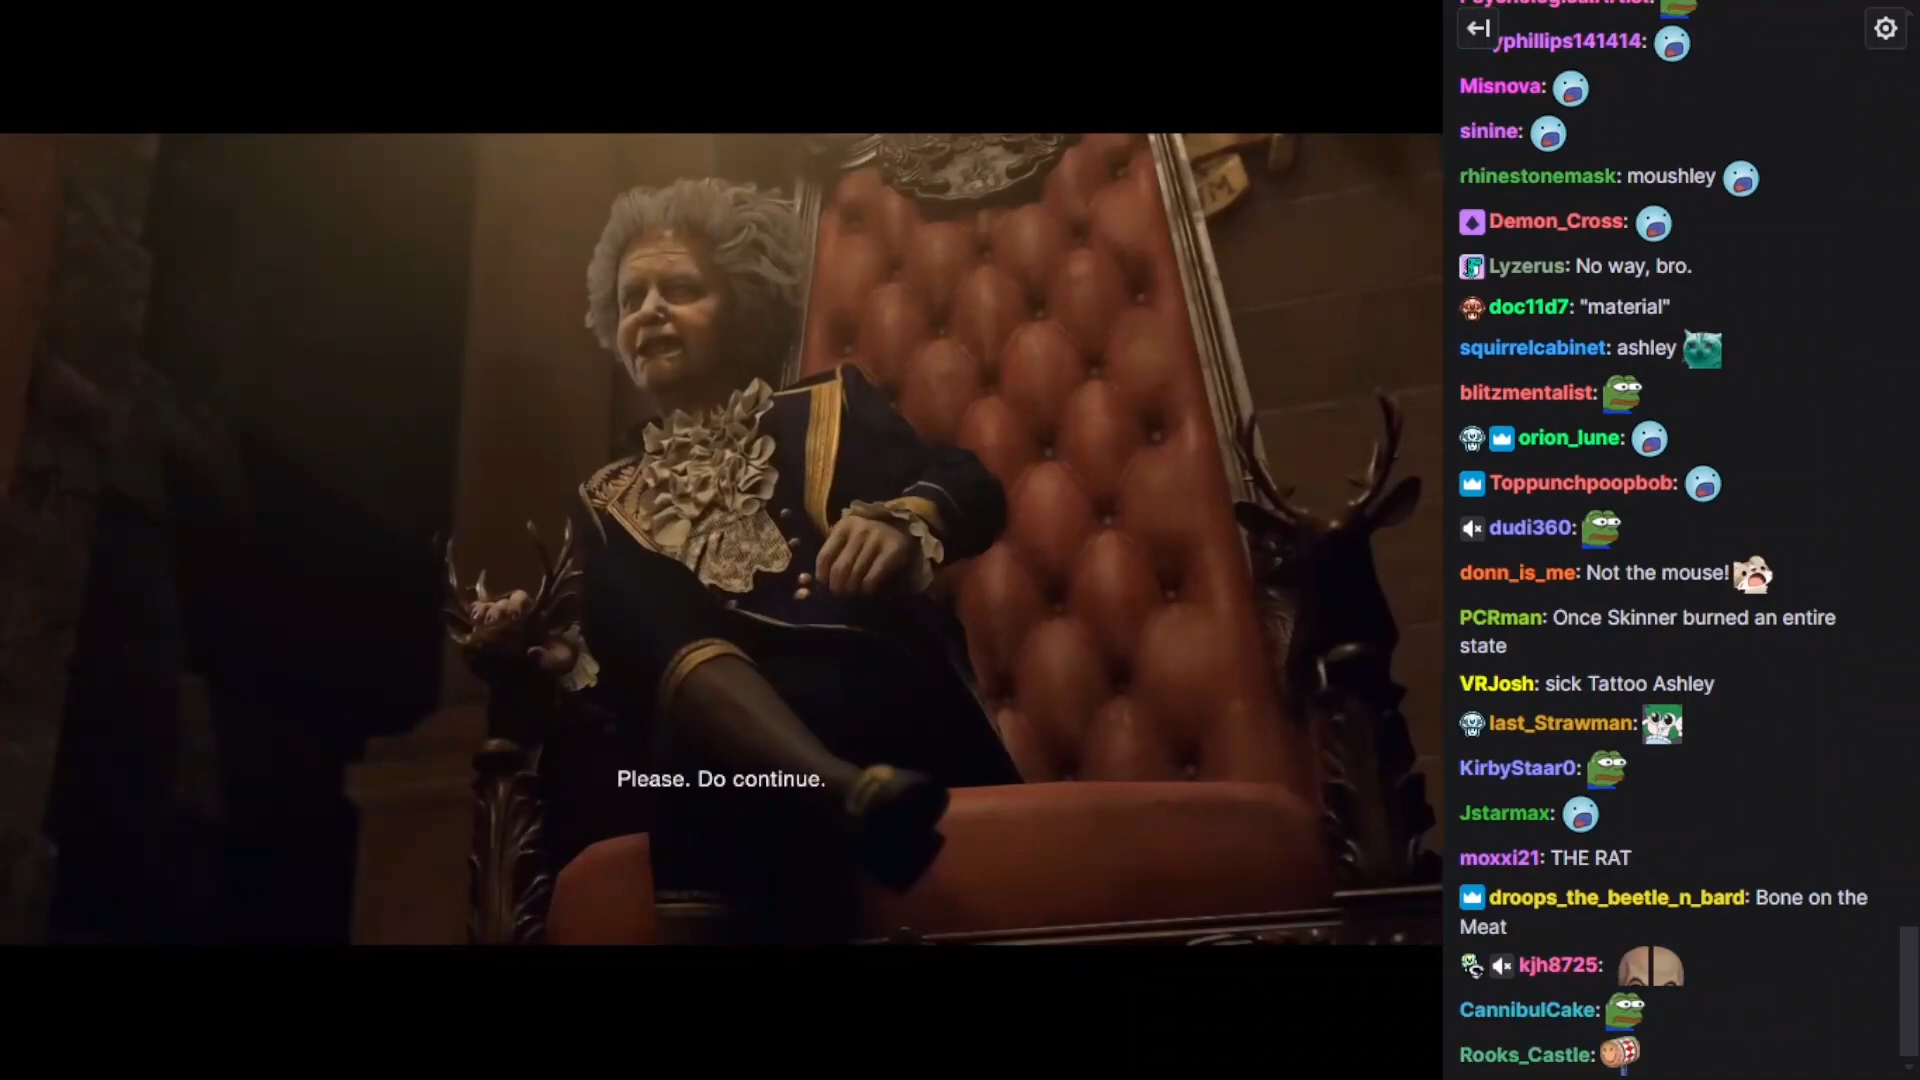 Please. Do continue.
yphillips141414:
Misnova:
sinine:
rhinestonemask: moushley
Demon_Cross:
Lyzerus: No way, bro.
doc11d7: "material"
squirrelcabinet: ashley
blitzmentalist:
orion_lune:
Toppunchpoopbob:
dudi360:
donn_is_me: Not the mouse!
PCRman: Once Skinner burned an entire
state
VRJosh: sick Tattoo Ashley
last_Strawman:
KirbyStaar0:
Jstarmax:
moxxi21: THE RAT
droops_the_beetle_n_bard: Bone on the
Meat
kjh8725:
CannibulCake:
Rooks_Castle: